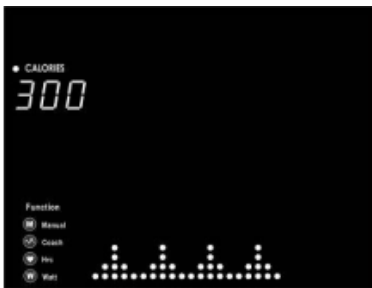 CALORIES
300
Function
M Manual
Coach
Hrc
W Watt